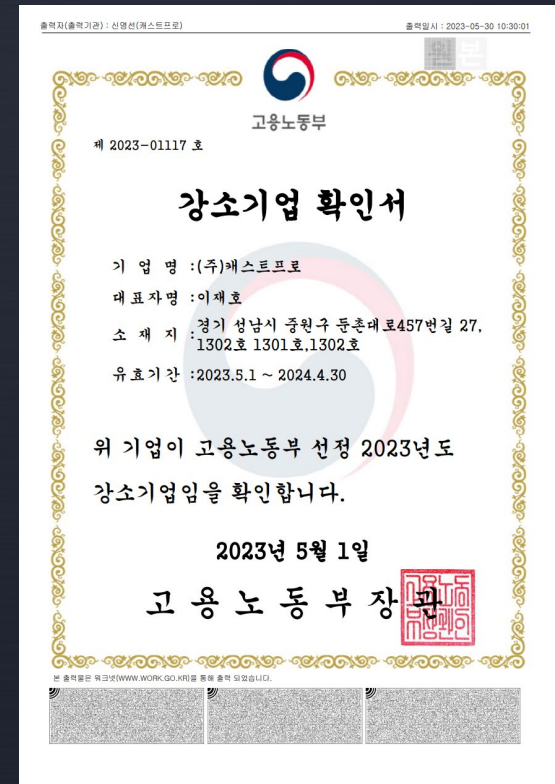 출력자(출력기관) : 신명선(캐스트프로) 출력일시 : 2023-05-30 10:30:01
원본
고용노동부
제 2023-01117 호
강소기업 확인서
기 업 명 :(주)캐스트프로
대표자명 :이재호
소 재 지 :경기 성남시 중원구 둔촌대로457번길 27,
1302호 1301호,1302호
유효기간 :2023.5.1 ~ 2024.4.30
위 기업이 고용노동부 선정 2023년도
강소기업임을 확인합니다.
2023년 5월 1일
고 용 노 동 부 장 관
본 출력물은 워크넷(WWW.WORK.GO.KR)을 통해 출력 되었습니다.